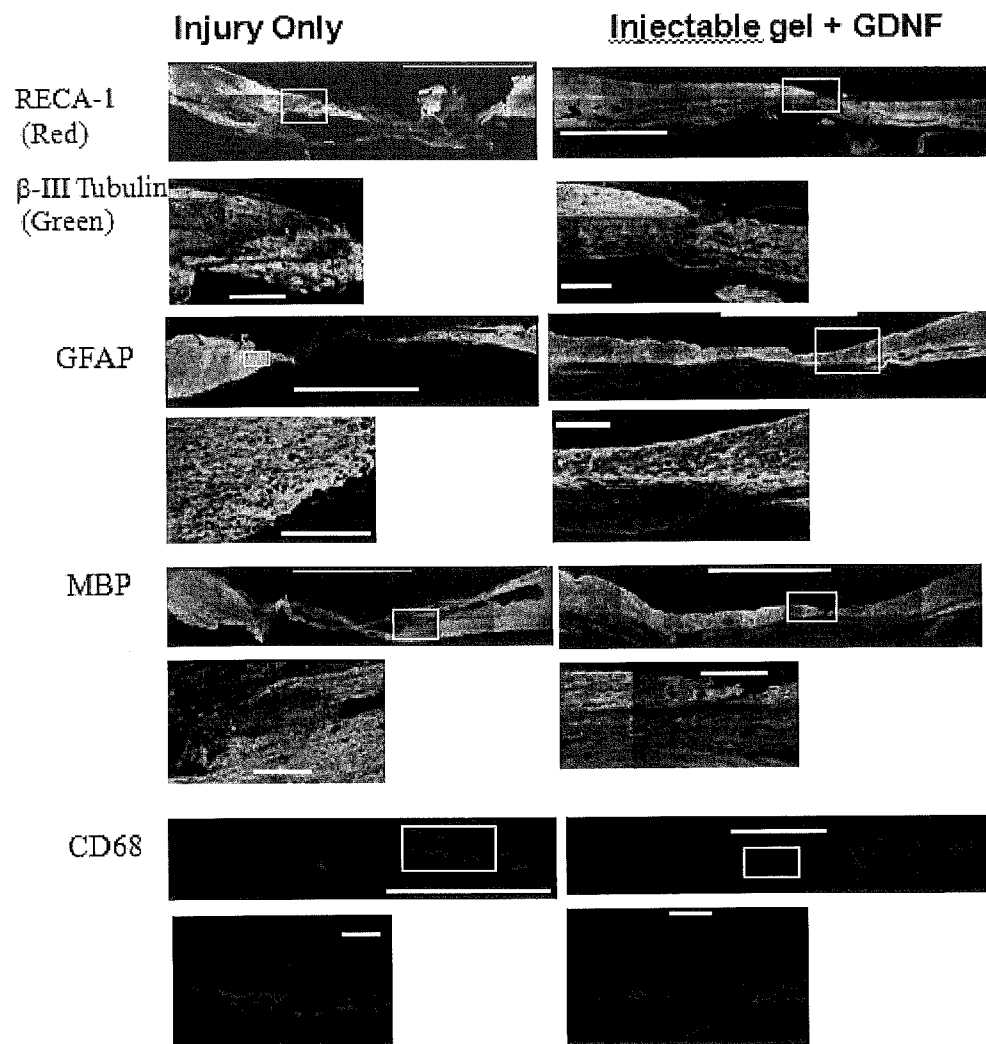 Injury Only
Injectable gel + GDNF
RECA-1
(Red)
β-III Tubulin
(Green)
GFAP
MBP
CD68